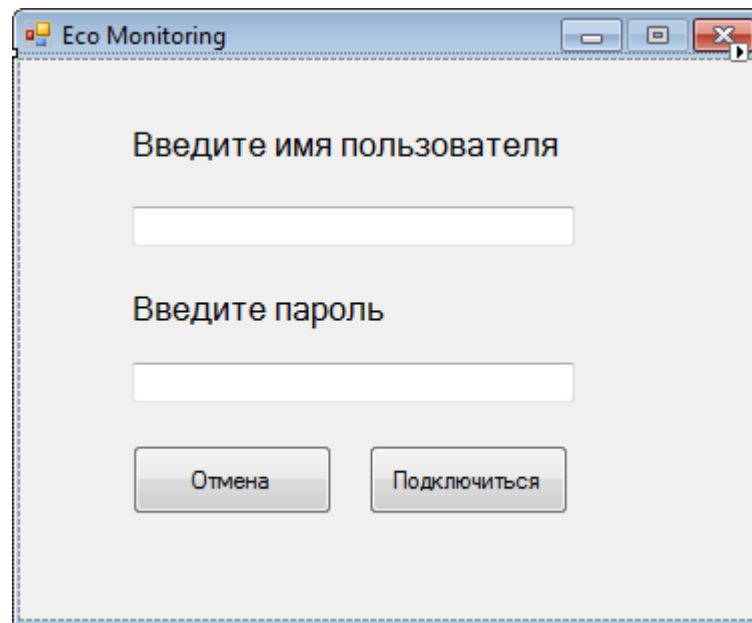 Eco Monitoring
Введите имя пользователя
Введите пароль
Отмена
Подключиться